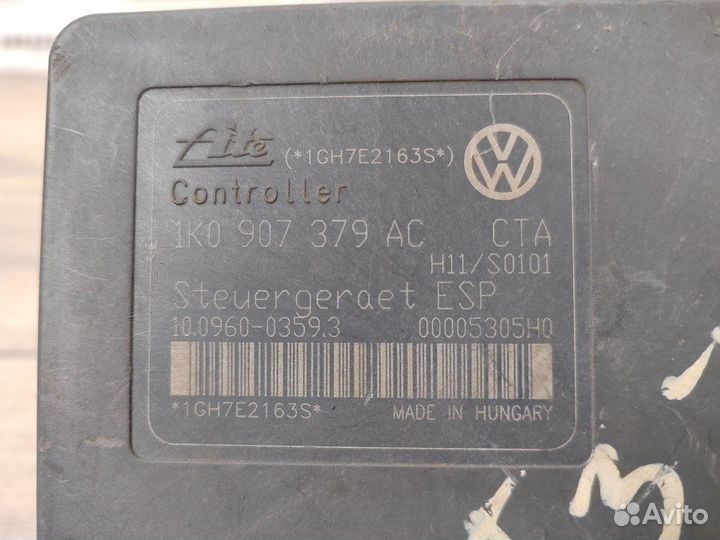 Ate (*1GH7E2163S*)
Controller
1K0 907 379 AC CTA
H11/S0101
Steuergeraet ESP
10.0960-0359.3 00005305H0
*1GH7E2163S* MADE IN HUNGARY
3
Avito